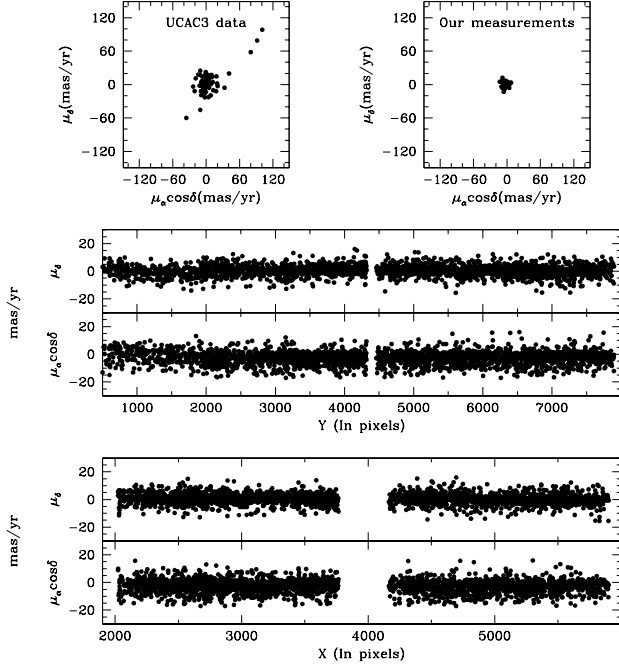 UCAC3 data
Our measurements
120
60
0
−60
−120
μδ(mas/yr)
−120 −60 0 60 120
μαcosδ(mas/yr)
120
60
0
−60
−120
μδ(mas/yr)
−120 −60 0 60 120
μαcosδ(mas/yr)
mas/yr
μδ
20
0
−20
μαcosδ
20
0
−20
1000 2000 3000 4000 5000 6000 7000
Y (In pixels)
mas/yr
μδ
20
0
−20
μαcosδ
20
0
−20
2000 3000 4000 5000
X (In pixels)